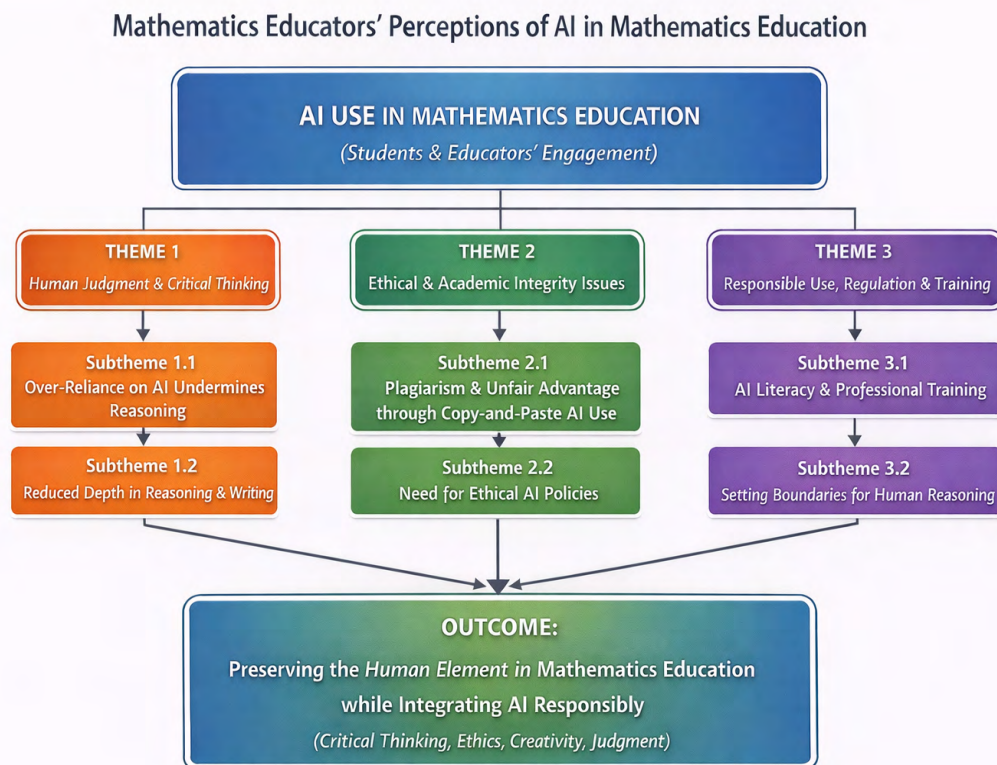 Mathematics Educators' Perceptions of AI in Mathematics Education
AI USE IN MATHEMATICS EDUCATION
(Students & Educators' Engagement)
THEME 1
Human Judgment & Critical Thinking
THEME 2
Ethical & Academic Integrity Issues
THEME 3
Responsible Use, Regulation & Training
Subtheme 1.1
Over-Reliance on AI Undermines
Reasoning
Subtheme 2.1
Plagiarism & Unfair Advantage
through Copy-and-Paste AI Use
Subtheme 3.1
AI Literacy & Professional Training
Subtheme 1.2
Reduced Depth in Reasoning & Writing
Subtheme 2.2
Need for Ethical AI Policies
Subtheme 3.2
Setting Boundaries for Human Reasoning
OUTCOME:
Preserving the Human Element in Mathematics Education
while Integrating AI Responsibly
(Critical Thinking, Ethics, Creativity, Judgment)